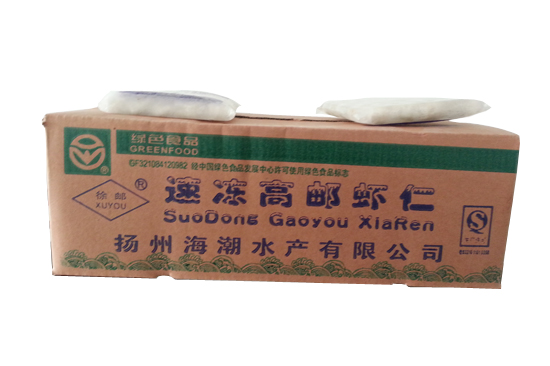 绿色食品
GREENFOOD
GF321084120982 经中国绿色食品发展中心许可使用绿色食品标志
徐邮
XUYOU
®
速冻高邮虾仁
SuoDong Gaoyou XiaRen
扬州海潮水产有限公司